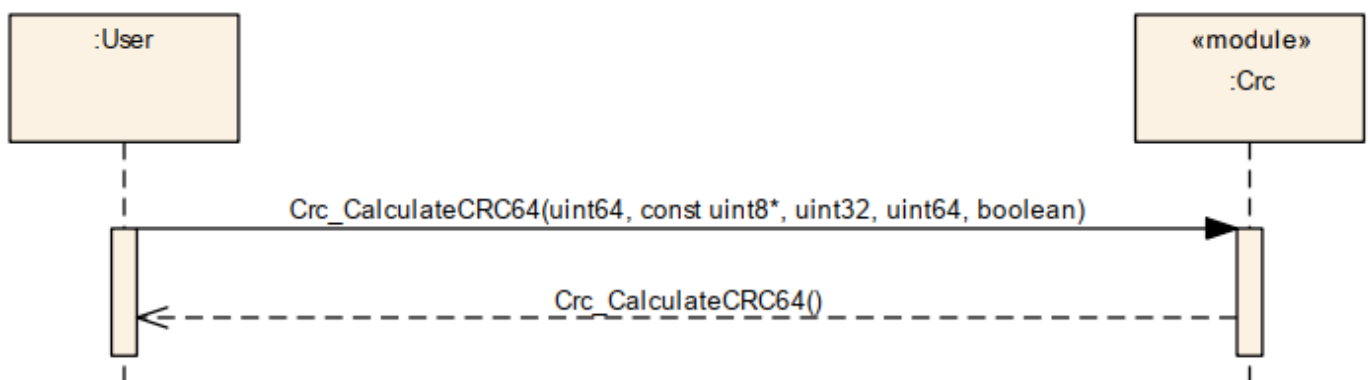 :User
«module»
:Crc
Crc_CalculateCRC64(uint64, const uint8*, uint32, uint64, boolean)
Crc_CalculateCRC64()